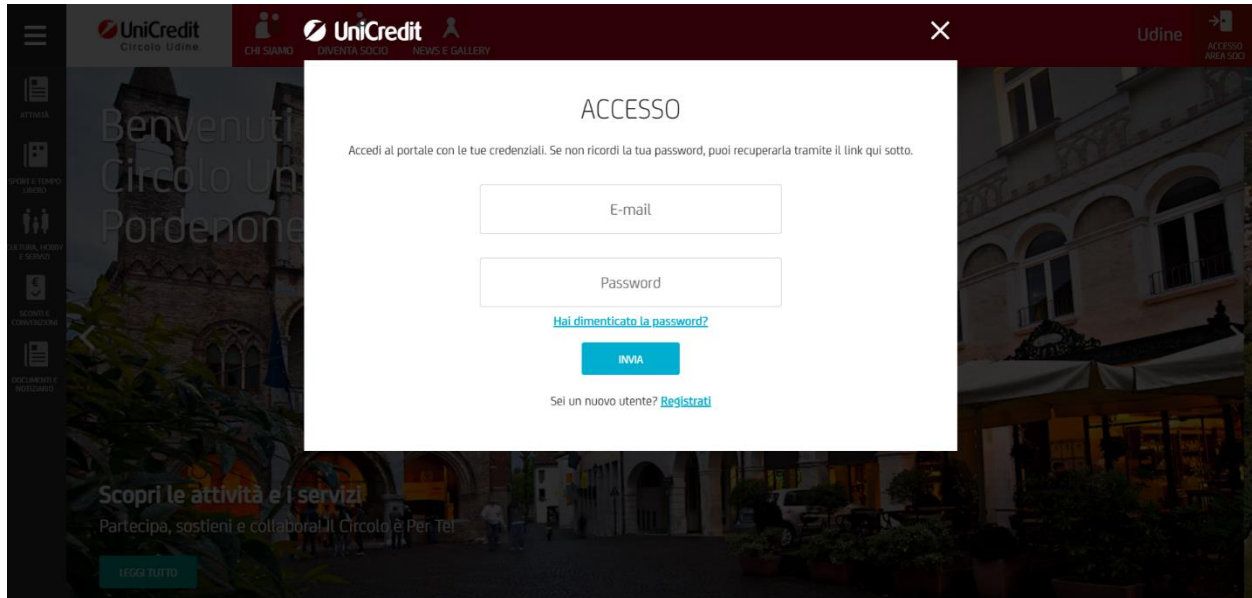 UniCredit
Circolo Udine
CHI SIAMO
DIVENTA SOCIO
NEWS E GALLERY
UniCredit
Udine
ACCESSO
AREA SOCI
ATTIVITÀ
SPORT E TEMPO
LIBERO
CULTURA, HOBBY
E SERVIZI
SCONTI E
CONVENZIONI
DOCUMENTI E
NOTIZIARIO
Benvenuti
Circolo Un
Pordenone
ACCESSO
Accedi al portale con le tue credenziali. Se non ricordi la tua password, puoi recuperarla tramite il link qui sotto.
E-mail
Password
Hai dimenticato la password?
INVIA
Sei un nuovo utente? Registrati
Scopri le attività e i servizi
Partecipa, sostieni e collabora! Il Circolo è Per Te!
LEGGI TUTTO